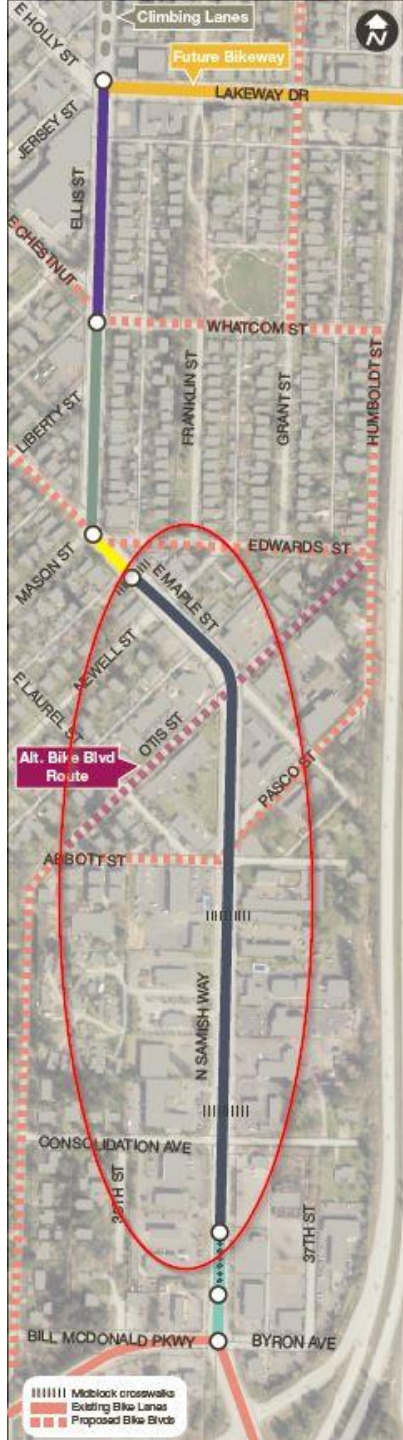 E HOLLY ST
Climbing Lanes
N
Future Bikeway
LAKEWAY DR
JERSEY ST
ELLIS ST
E CHESTNUT
WHATCOM ST
LIBERTY ST
FRANKLIN ST
GRANT ST
HUMBOLDT ST
EDWARDS ST
MASON ST
E MAPLE ST
NEWELL ST
E LAUREL ST
OTIS ST
Alt. Bike Blvd
Route
PASCO ST
ABBOTT ST
N SAMISH WAY
CONSOLIDATION AVE
35TH ST
37TH ST
BILL MCDONALD PKWY
BYRON AVE
Midblock crosswalks
Existing Bike Lanes
Proposed Bike Blvds